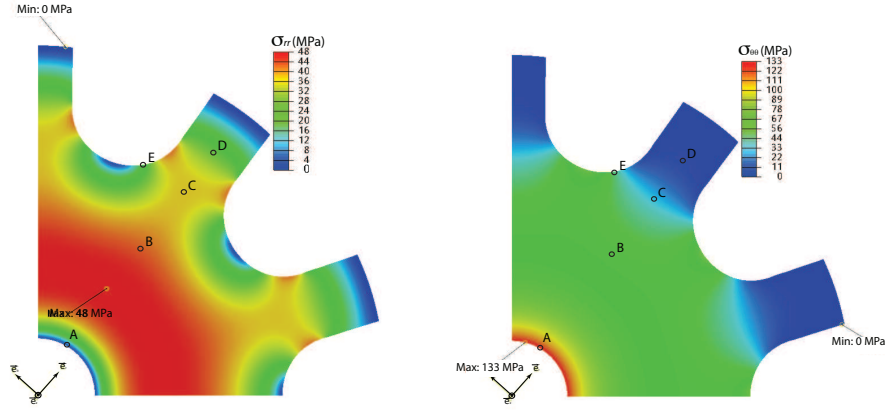 Min: 0 MPa
σrr (MPa)
48
44
40
36
32
28
24
20
16
12
8
4
0
E
D
C
B
Max: 48 MPa
A
σθθ (MPa)
133
122
111
100
89
78
67
56
44
33
22
11
0
E
D
C
B
A
Max: 133 MPa
Min: 0 MPa